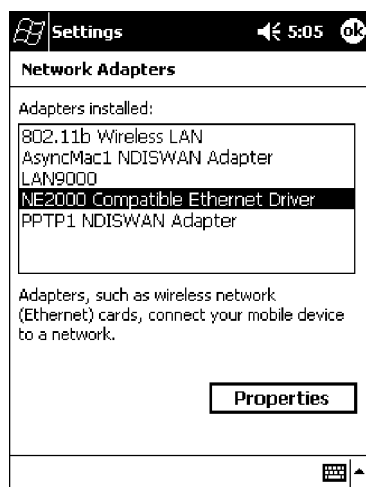 Settings 5:05 ok
Network Adapters
Adapters installed:
802.11b Wireless LAN
AsyncMac1 NDISWAN Adapter
LAN9000
NE2000 Compatible Ethernet Driver
PPTP1 NDISWAN Adapter
Adapters, such as wireless network
(Ethernet) cards, connect your mobile device
to a network.
Properties